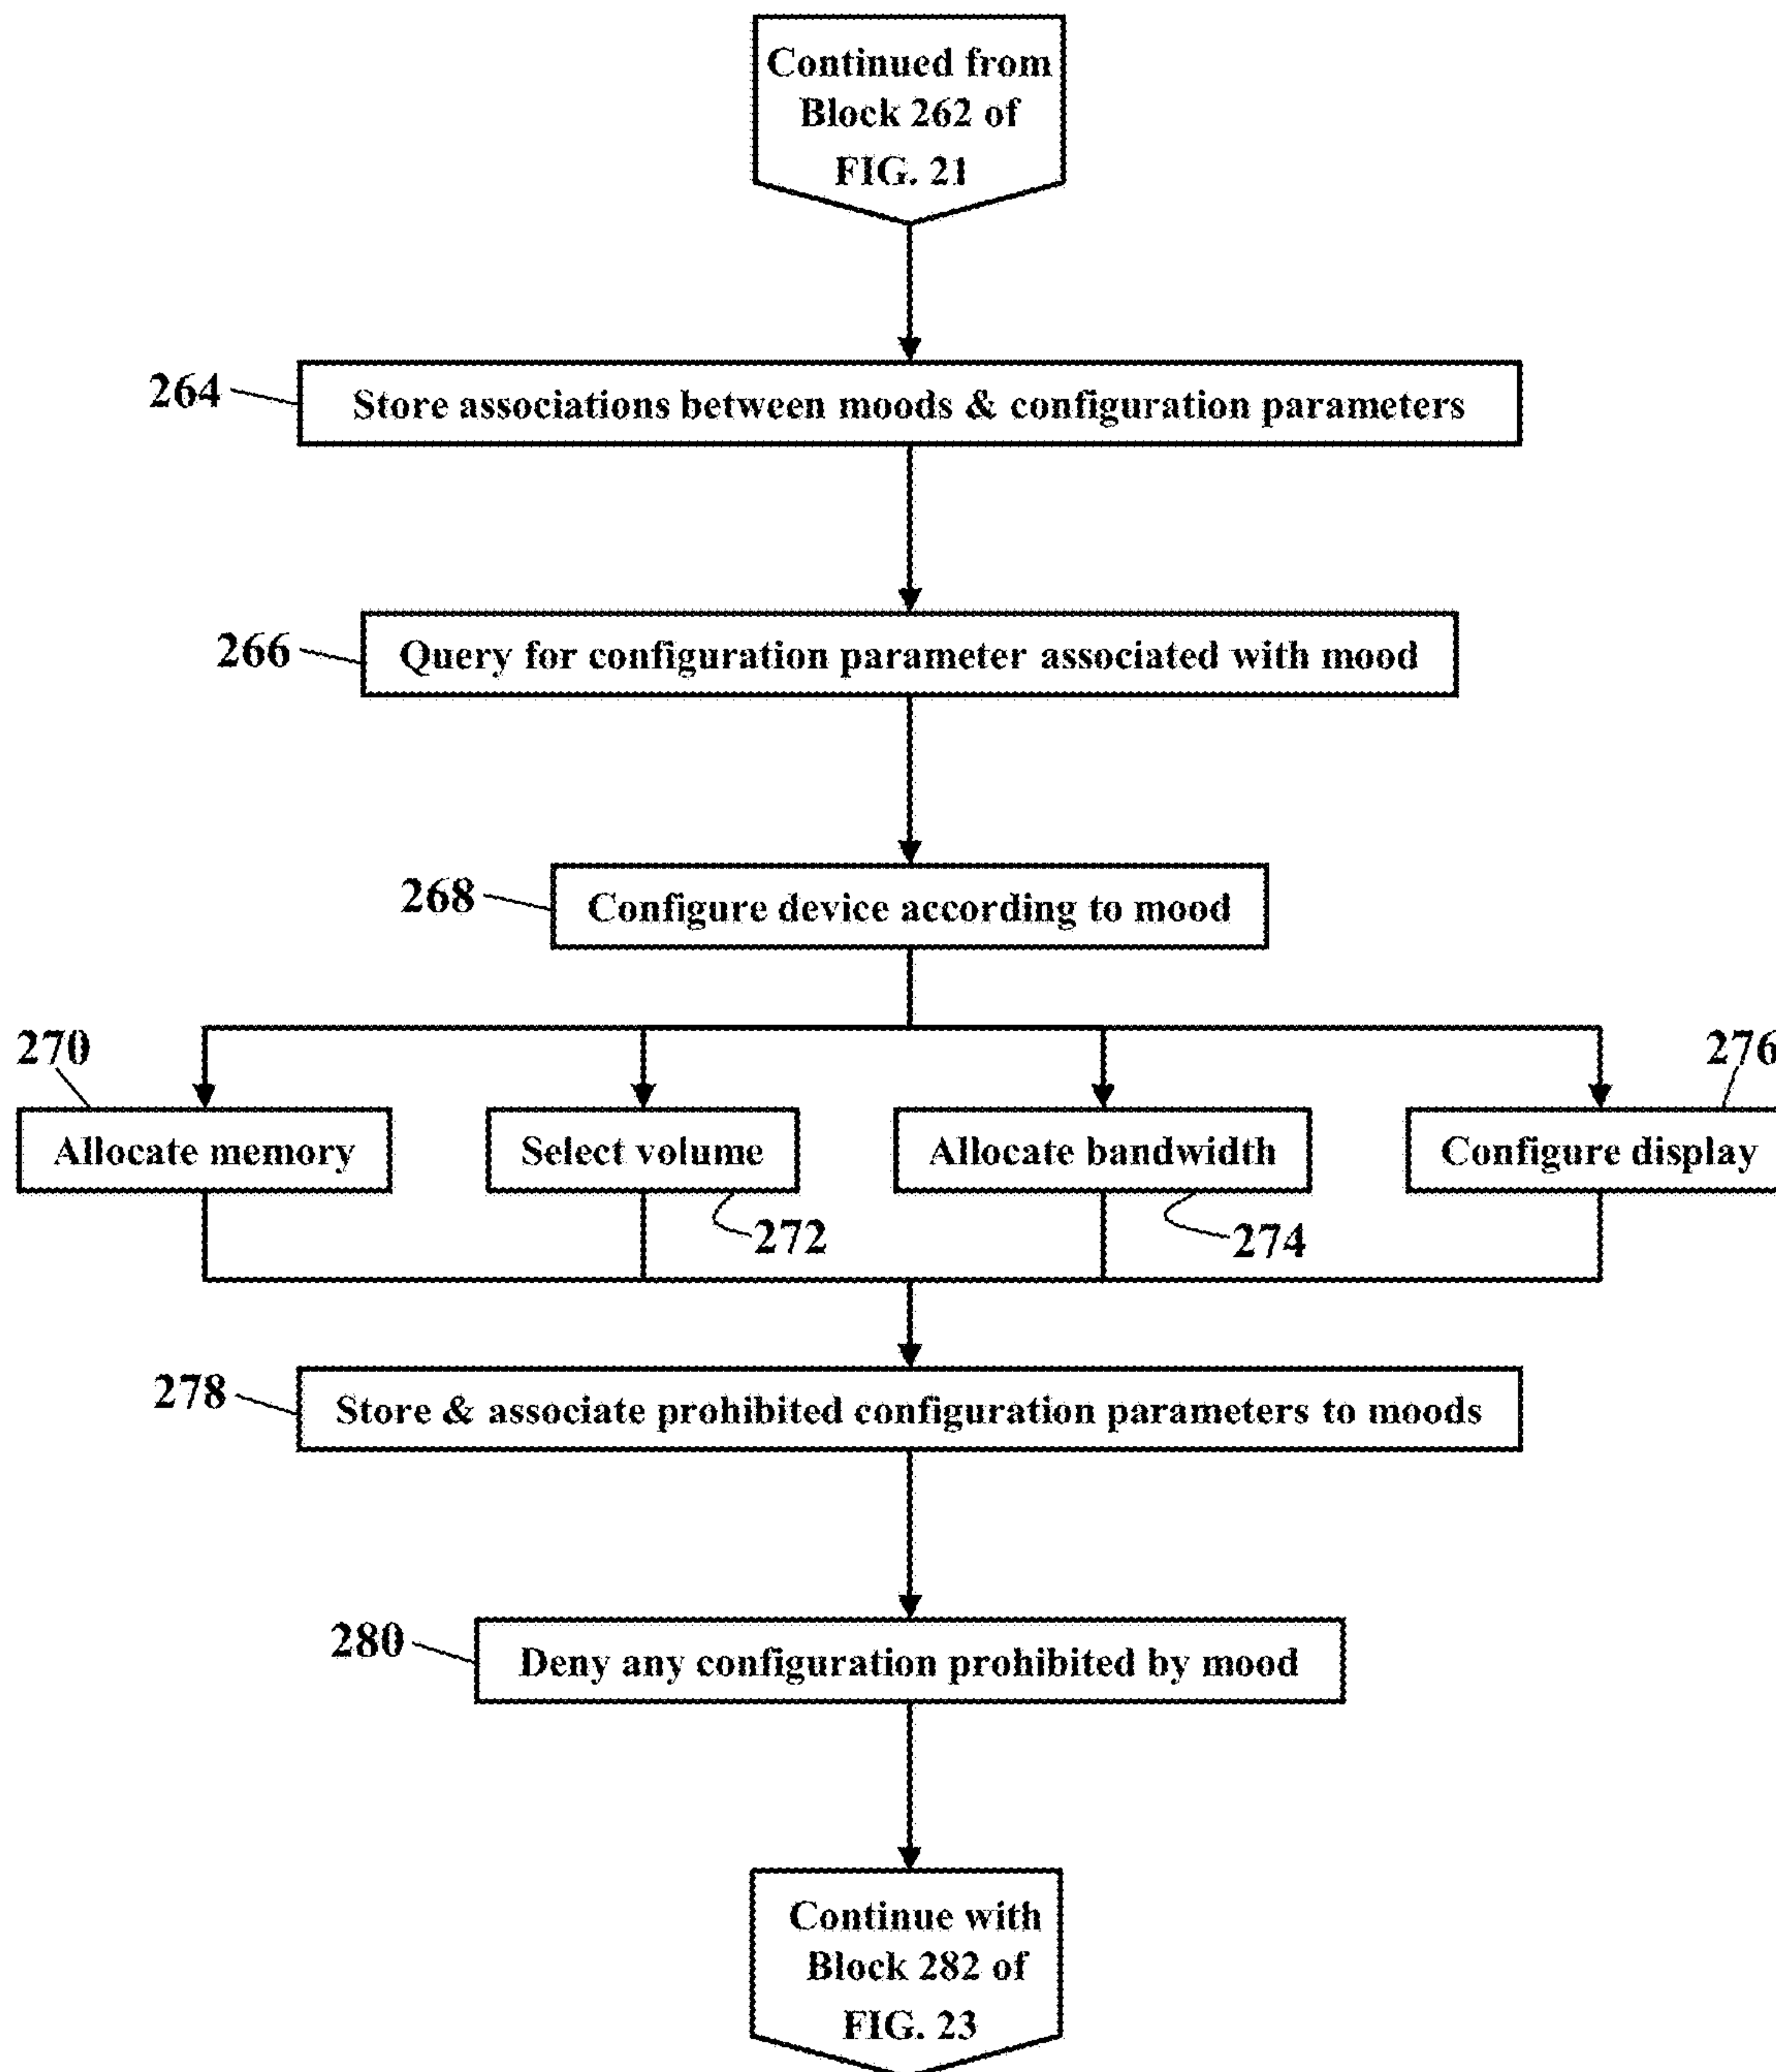 Continued from
Block 262 of
FIG. 21
264
Store associations between moods & configuration parameters
266
Query for configuration parameter associated with mood
268
Configure device according to mood
270
276
Allocate memory
Select volume
Allocate bandwidth
Configure display
272
274
278
Store & associate prohibited configuration parameters to moods
280
Deny any configuration prohibited by mood
Continue with
Block 282 of
FIG. 23